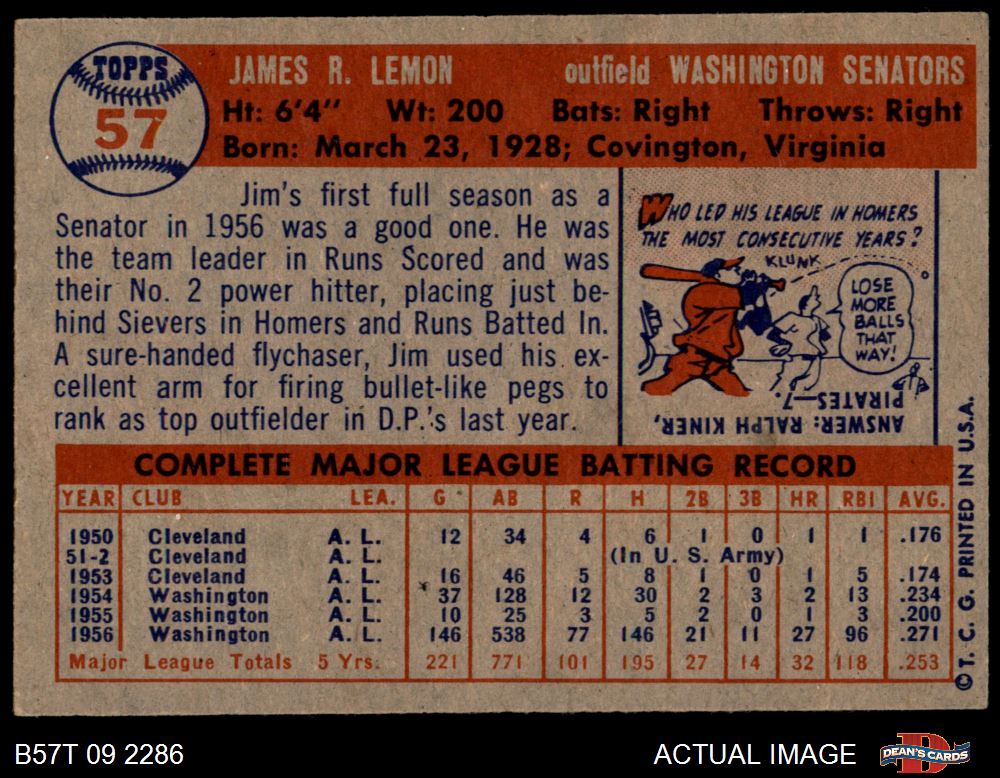 TOPPS
57
JAMES R. LEMON outfield WASHINGTON SENATORS
Ht: 6'4" Wt: 200 Bats: Right Throws: Right
Born: March 23, 1928; Covington, Virginia
Jim's first full season as a
Senator in 1956 was a good one. He was
the team leader in Runs Scored and was
their No. 2 power hitter, placing just be-
hind Sievers in Homers and Runs Batted In.
A sure-handed flychaser, Jim used his ex-
cellent arm for firing bullet-like pegs to
rank as top outfielder in D.P.'s last year.
WHO LED HIS LEAGUE IN HOMERS
THE MOST CONSECUTIVE YEARS?
KLUNK
LOSE
MORE
BALLS
THAT
WAY!
ANSWER: RALPH KINER,
PIRATES—7
COMPLETE MAJOR LEAGUE BATTING RECORD
YEAR CLUB LEA. G AB R H 2B 3B HR RBI AVG.
1950 Cleveland A. L. 12 34 4 6 1 0 1 1 .176
51-2 Cleveland A. L. (In U. S. Army)
1953 Cleveland A. L. 16 46 5 8 1 0 1 5 .174
1954 Washington A. L. 37 128 12 30 2 3 2 13 .234
1955 Washington A. L. 10 25 3 5 2 0 1 3 .200
1956 Washington A. L. 146 538 77 146 21 11 27 96 .271
Major League Totals 5 Yrs. 221 771 101 195 27 14 32 118 .253
© T. C. G. PRINTED IN U.S.A.
B57T 09 2286 ACTUAL IMAGE
DEAN'S CARDS